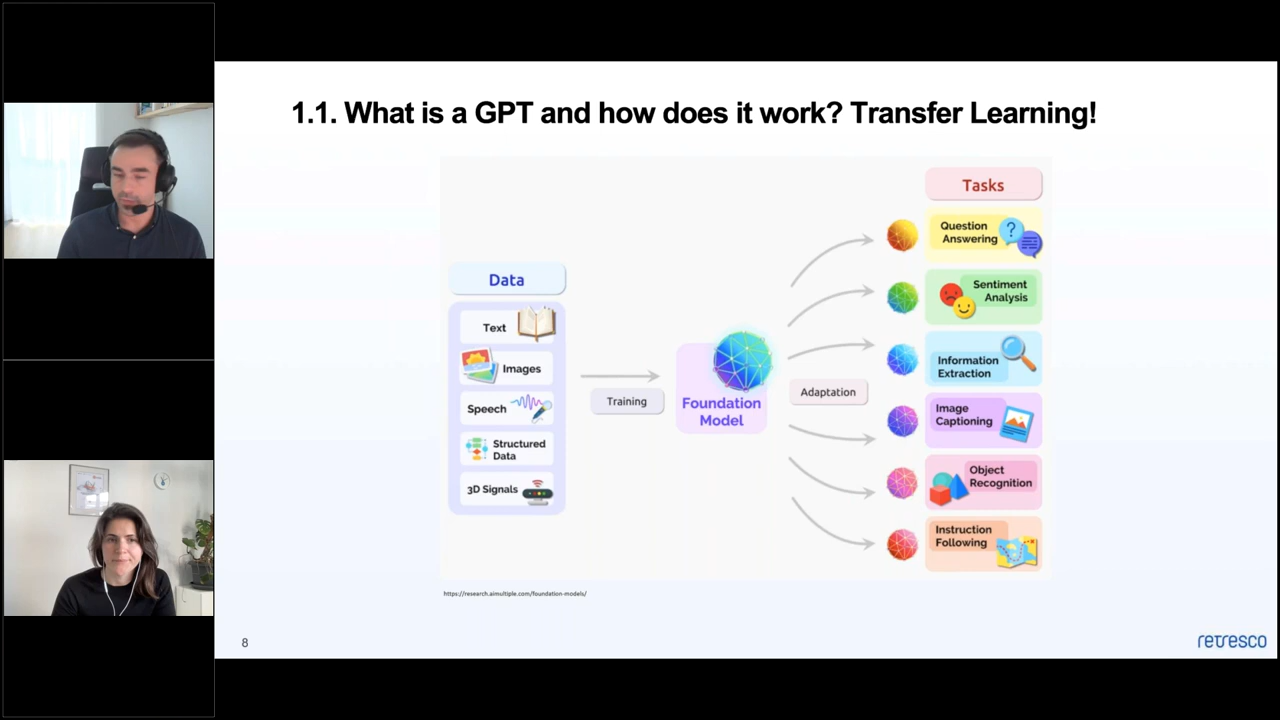 1.1. What is a GPT and how does it work? Transfer Learning!
Data
Text
Images
Speech
Structured
Data
3D Signals
Training
Foundation
Model
Adaptation
Tasks
Question
Answering
?
Sentiment
Analysis
Information
Extraction
Image
Captioning
Object
Recognition
Instruction
Following
https://research.aimultiple.com/foundation-models/
8
retresco